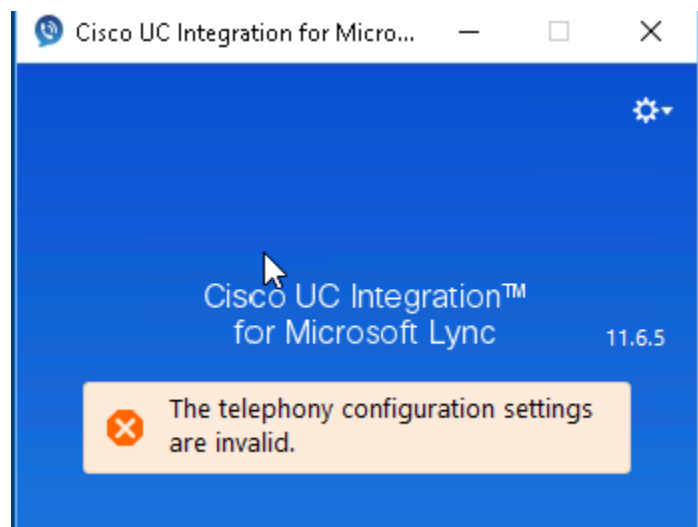 Cisco UC Integration for Micro...
Cisco UC Integration™
for Microsoft Lync
11.6.5
The telephony configuration settings
are invalid.